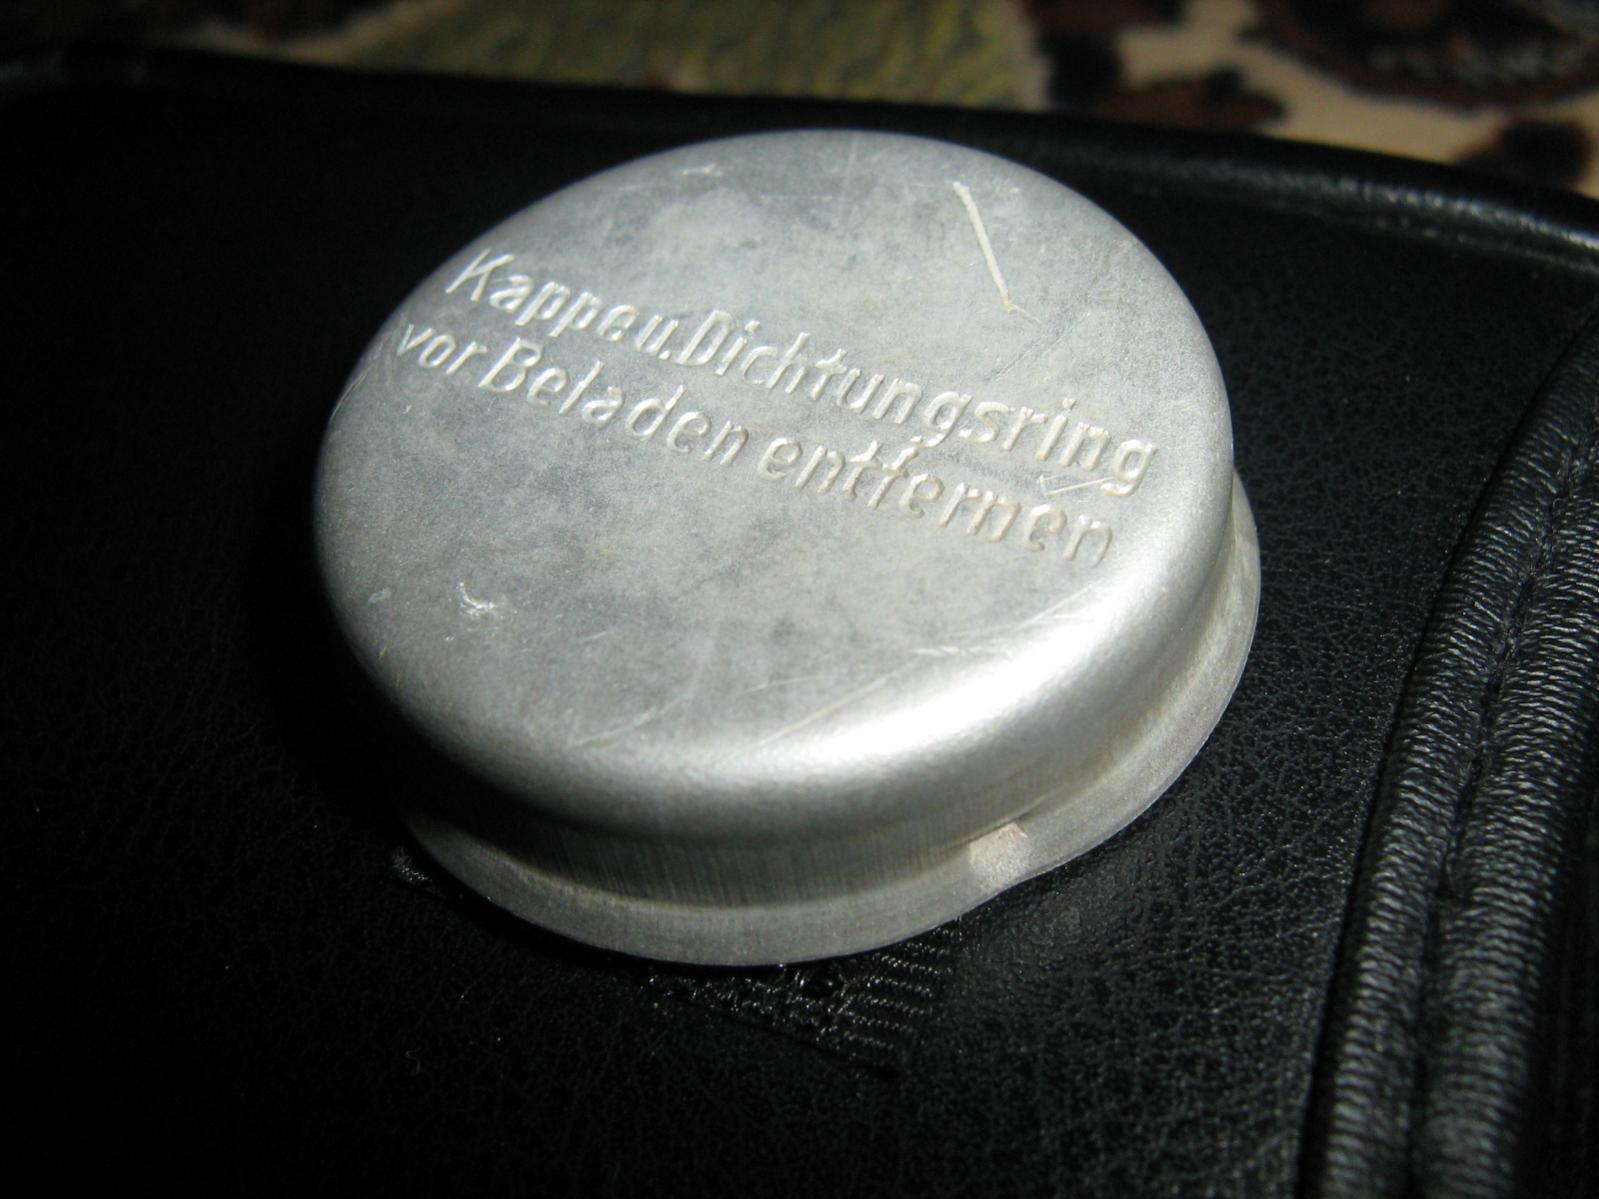 Kappe u. Dichtungsring
vor Beladen entfernen